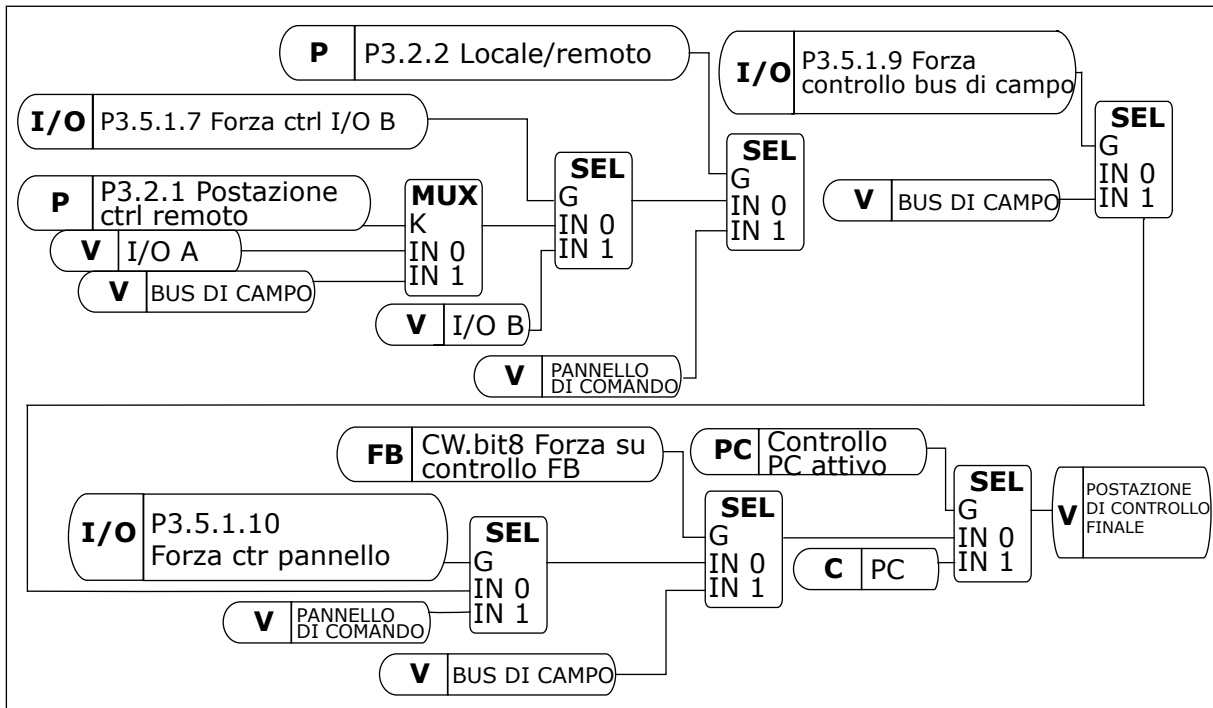 P P3.2.2 Locale/remoto
I/O P3.5.1.9 Forza
controllo bus di campo
I/O P3.5.1.7 Forza ctrl I/O B
SEL
G
IN 0
IN 1
SEL
G
IN 0
IN 1
SEL
G
IN 0
IN 1
P P3.2.1 Postazione
ctrl remoto
MUX
K
IN 0
IN 1
V I/O A
V BUS DI CAMPO
V BUS DI CAMPO
V I/O B
V PANNELLO
DI COMANDO
FB CW.bit8 Forza su
controllo FB
PC Controllo
PC attivo
I/O P3.5.1.10
Forza ctr pannello
SEL
G
IN 0
IN 1
SEL
G
IN 0
IN 1
SEL
G
IN 0
IN 1
V POSTAZIONE
DI CONTROLLO
FINALE
C PC
V PANNELLO
DI COMANDO
V BUS DI CAMPO